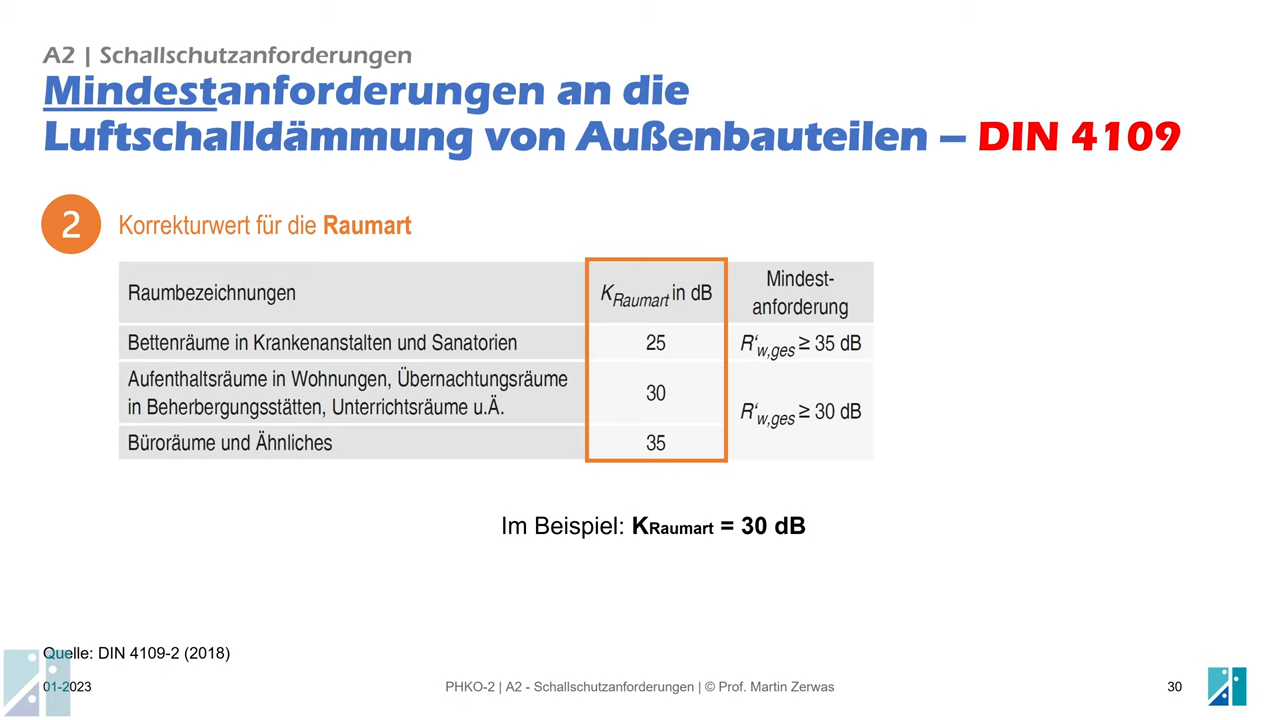 A2 | Schallschutzanforderungen
Mindestanforderungen an die
Luftschalldämmung von Außenbauteilen – DIN 4109
2 Korrekturwert für die Raumart
Raumbezeichnungen K Raumart in dB Mindest-
anforderung
Bettenräume in Krankenanstalten und Sanatorien 25 R‘w,ges ≥ 35 dB
Aufenthaltsräume in Wohnungen, Übernachtungsräume
in Beherbergungsstätten, Unterrichtsräume u.Ä. 30 R‘w,ges ≥ 30 dB
Büroräume und Ähnliches 35
Im Beispiel: KRaumart = 30 dB
Quelle: DIN 4109-2 (2018)
01-2023 PHKO-2 | A2 - Schallschutzanforderungen | © Prof. Martin Zerwas 30